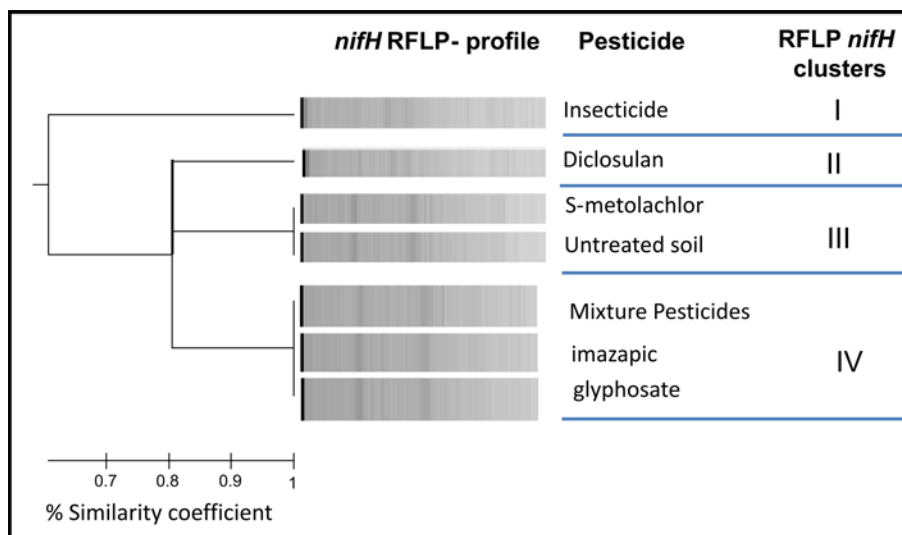 nifH RFLP- profile Pesticide RFLP nifH
clusters
Insecticide I
Diclosulan II
S-metolachlor
Untreated soil III
Mixture Pesticides
imazapic IV
glyphosate
0.7 0.8 0.9 1
% Similarity coefficient